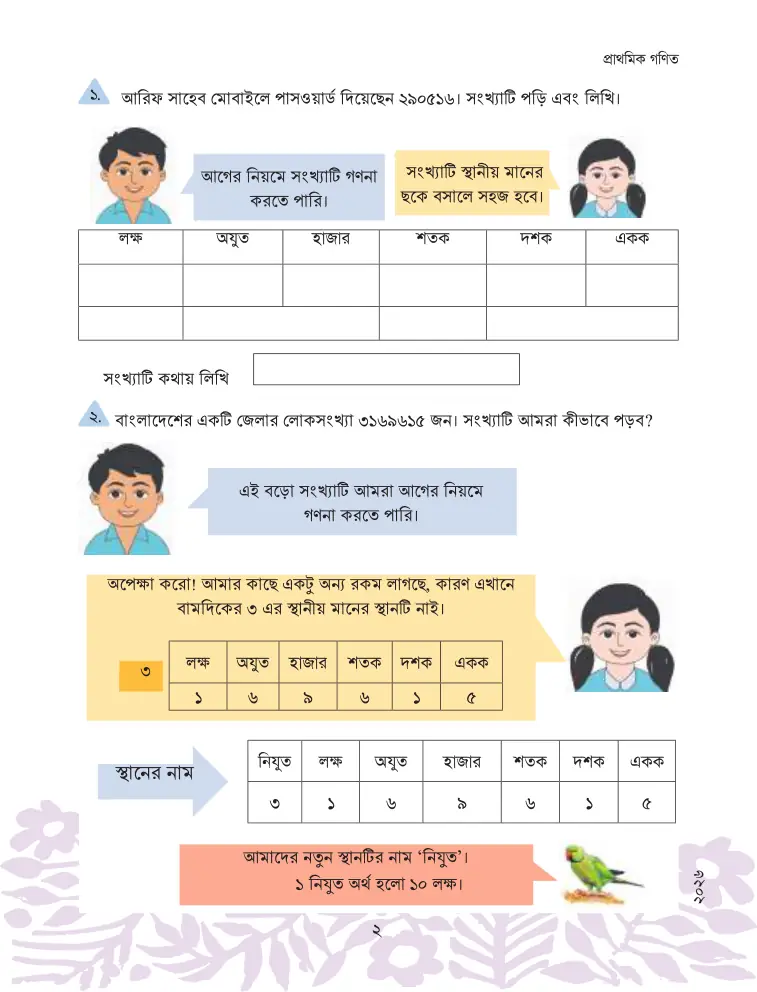 প্রাথমিক গণিত
১. আরিফ সাহেব মোবাইলে পাসওয়ার্ড দিয়েছেন ২৯০৫১৬। সংখ্যাটি পড়ি এবং লিখি।
আগের নিয়মে সংখ্যাটি গণনা
করতে পারি।
সংখ্যাটি স্থানীয় মানের
ছকে বসালে সহজ হবে।
লক্ষ অযুত হাজার শতক দশক একক
সংখ্যাটি কথায় লিখি
২. বাংলাদেশের একটি জেলার লোকসংখ্যা ৩১৬৯৬১৫ জন। সংখ্যাটি আমরা কীভাবে পড়ব?
এই বড়ো সংখ্যাটি আমরা আগের নিয়মে
গণনা করতে পারি।
অপেক্ষা করো! আমার কাছে একটু অন্য রকম লাগছে, কারণ এখানে
বামদিকের ৩ এর স্থানীয় মানের স্থানটি নাই।
লক্ষ অযুত হাজার শতক দশক একক
৩ ১ ৬ ৯ ৬ ১ ৫
স্থানের নাম
নিযুত লক্ষ অযুত হাজার শতক দশক একক
৩ ১ ৬ ৯ ৬ ১ ৫
আমাদের নতুন স্থানটির নাম ‘নিযুত’।
১ নিযুত অর্থ হলো ১০ লক্ষ।
২০২৬
২